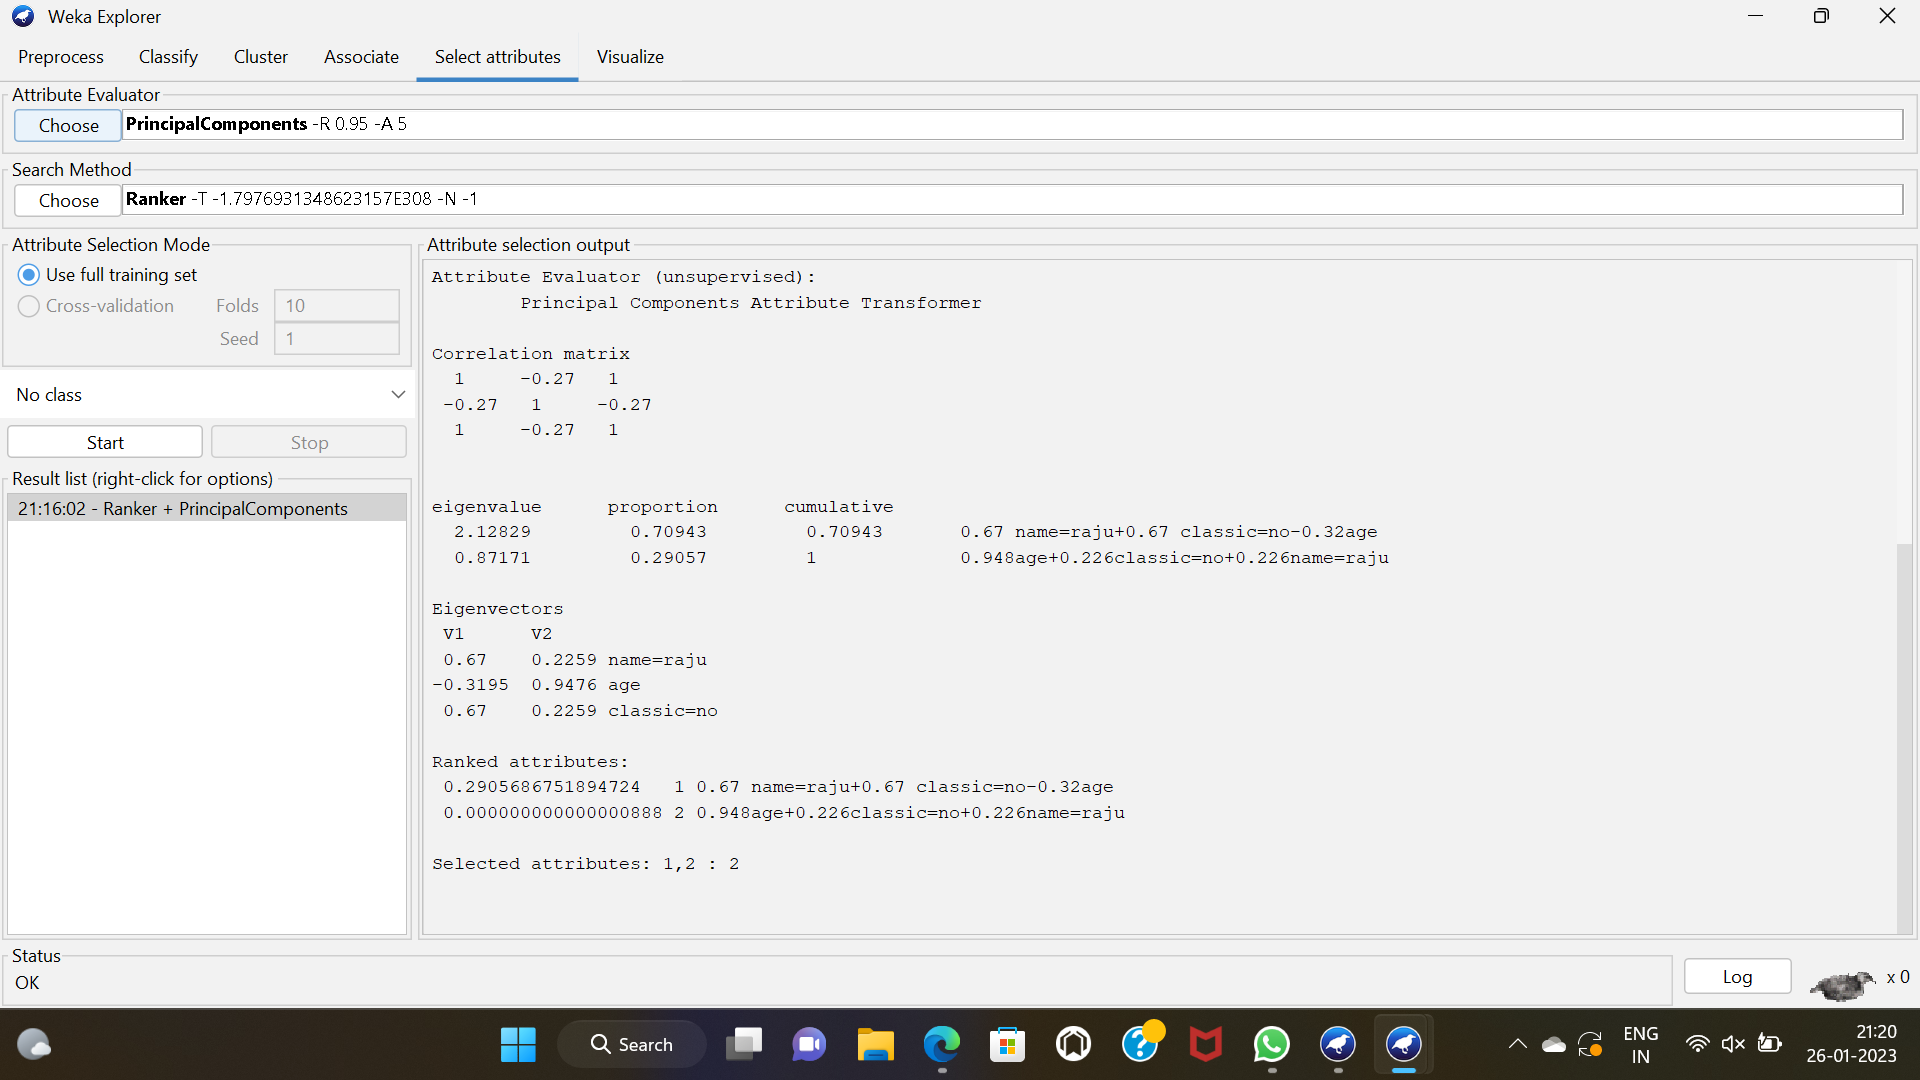 Weka Explorer
Preprocess Classify Cluster Associate Select attributes Visualize
Attribute Evaluator
Choose PrincipalComponents -R 0.95 -A 5
Search Method
Choose Ranker -T -1.7976931348623157E308 -N -1
Attribute Selection Mode
Use full training set
Cross-validation Folds 10
Seed 1
No class
Start Stop
Result list (right-click for options)
21:16:02 - Ranker + PrincipalComponents
Attribute selection output
Attribute Evaluator (unsupervised):
Principal Components Attribute Transformer
Correlation matrix
1 -0.27 1
-0.27 1 -0.27
1 -0.27 1
eigenvalue proportion cumulative
2.12829 0.70943 0.70943 0.67 name=raju+0.67 classic=no-0.32age
0.87171 0.29057 1 0.948age+0.226classic=no+0.226name=raju
Eigenvectors
V1 V2
0.67 0.2259 name=raju
-0.3195 0.9476 age
0.67 0.2259 classic=no
Ranked attributes:
0.2905686751894724 1 0.67 name=raju+0.67 classic=no-0.32age
0.000000000000000888 2 0.948age+0.226classic=no+0.226name=raju
Selected attributes: 1,2 : 2
Status
OK
Log
x 0
Search
ENG
IN
21:20
26-01-2023